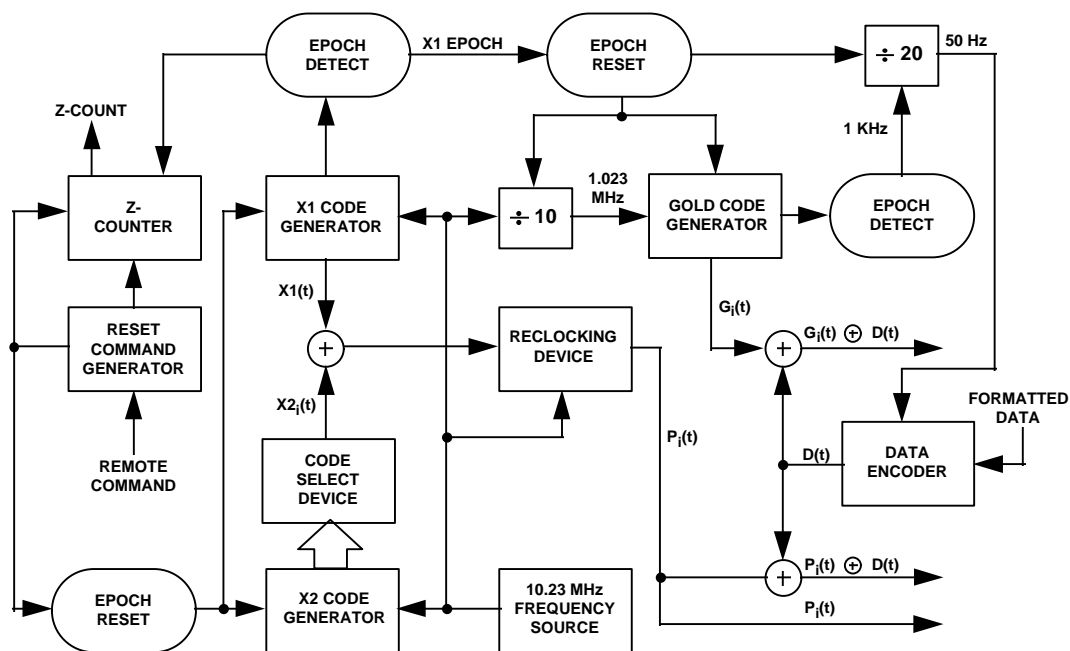 EPOCH
DETECT
X1 EPOCH
EPOCH
RESET
÷ 20
50 Hz
Z-COUNT
1 KHz
Z-
COUNTER
X1 CODE
GENERATOR
÷ 10
1.023
MHz
GOLD CODE
GENERATOR
EPOCH
DETECT
X1(t)
Gi(t)
RESET
COMMAND
GENERATOR
+
RECLOCKING
DEVICE
+
Gi(t) ⊕ D(t)
X2i(t)
FORMATTED
DATA
REMOTE
COMMAND
CODE
SELECT
DEVICE
Pi(t)
D(t)
DATA
ENCODER
EPOCH
RESET
X2 CODE
GENERATOR
10.23 MHz
FREQUENCY
SOURCE
+
Pi(t) ⊕ D(t)
Pi(t)